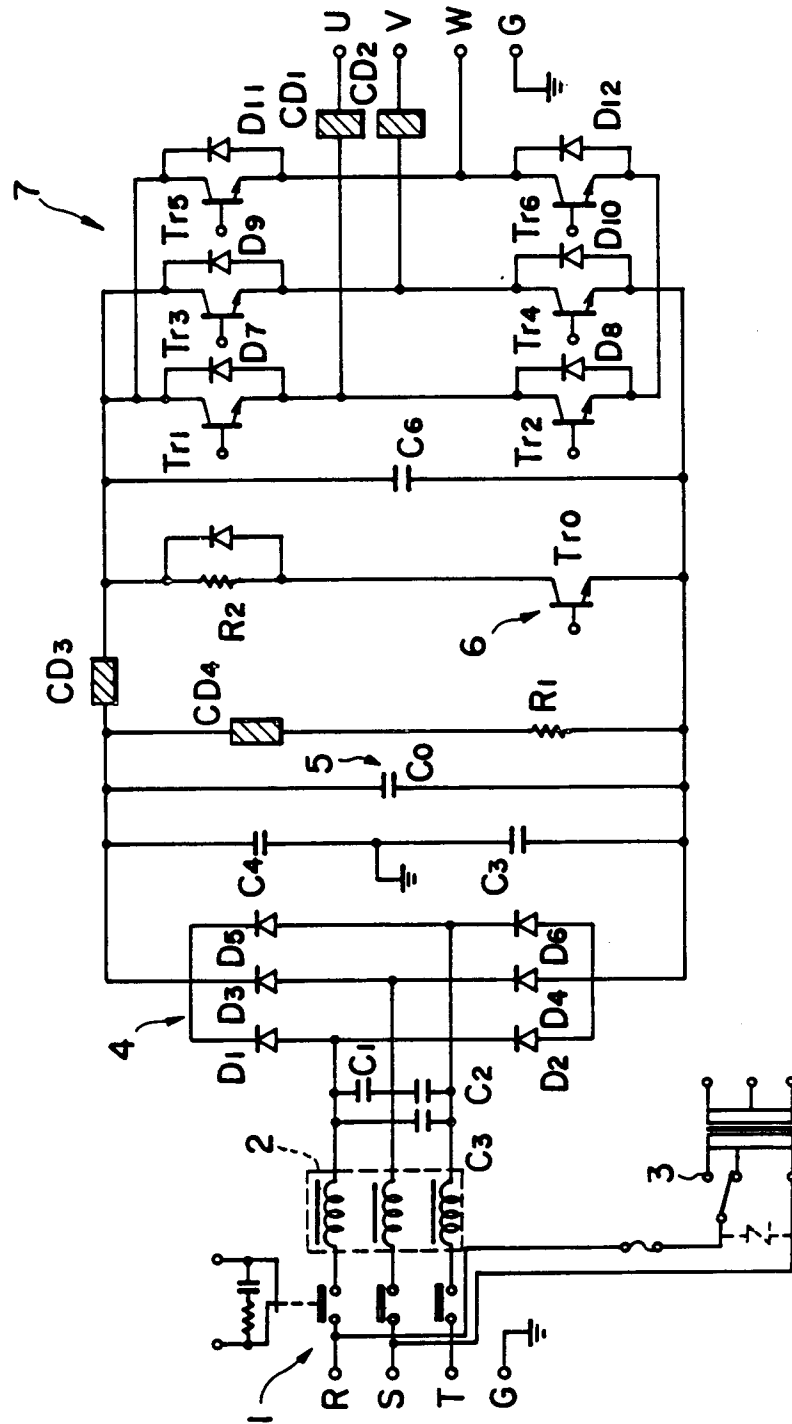 1
R
S
T
G
2
3
C3
C1
C2
4
D1
D3
D5
D2
D4
D6
C4
C3
5
C0
CD3
CD4
R1
R2
6
Tr0
C6
7
Tr1
D7
Tr3
D9
Tr5
D11
Tr2
D8
Tr4
D10
Tr6
D12
CD1
CD2
U
V
W
G